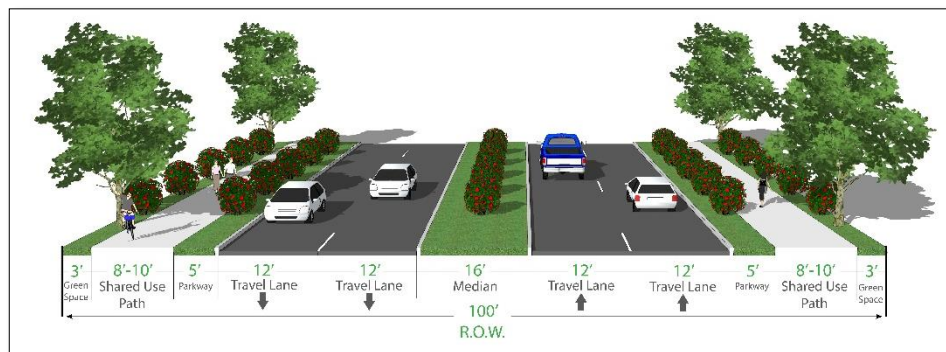 3' 8'-10' 5' 12' 12' 16' 12' 12' 5' 8'-10' 3'
Green Space
Shared Use Path
Parkway
Travel Lane
Travel Lane
Median
Travel Lane
Travel Lane
Parkway
Shared Use Path
Green Space
100'
R.O.W.